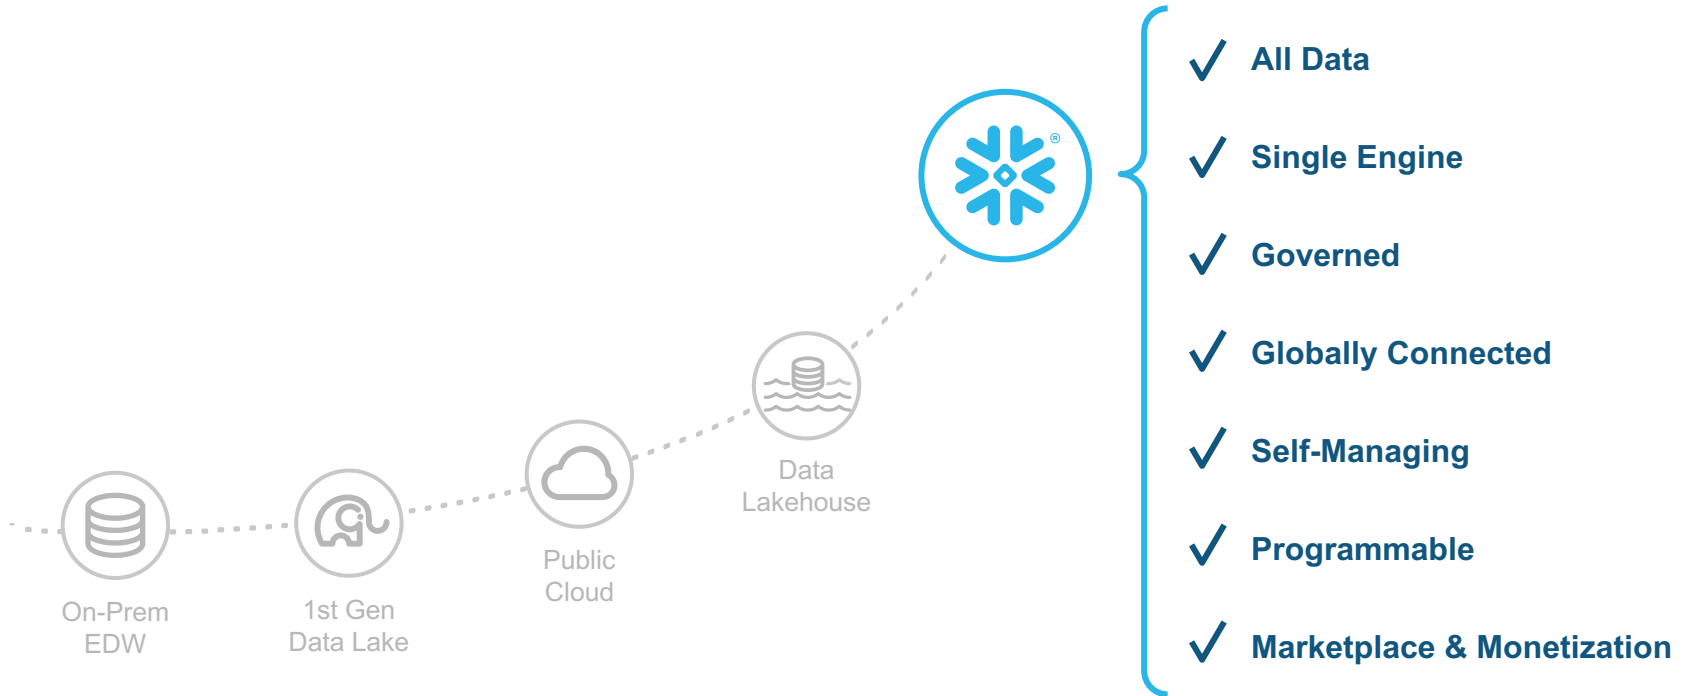 On-Prem
EDW
1st Gen
Data Lake
Public
Cloud
Data
Lakehouse
®
All Data
Single Engine
Governed
Globally Connected
Self-Managing
Programmable
Marketplace & Monetization